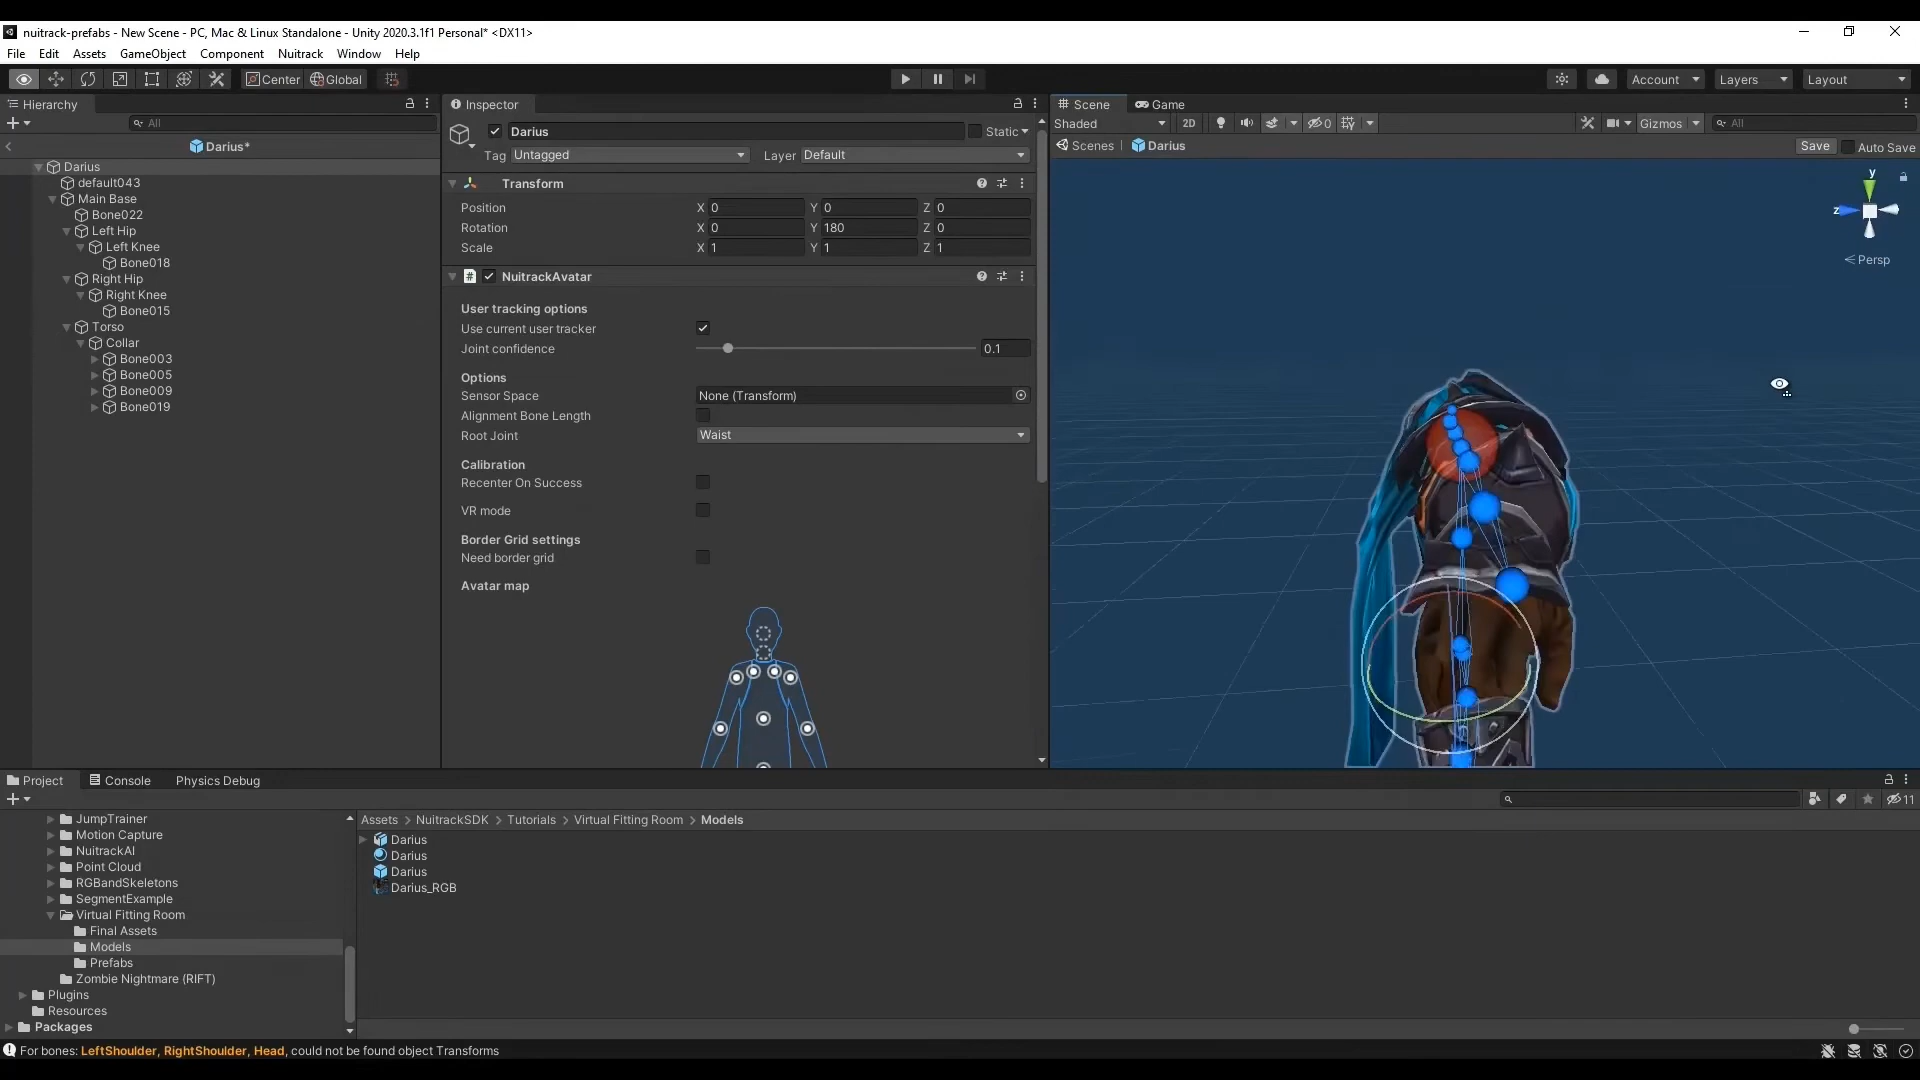 nuitrack-prefabs - New Scene - PC, Mac & Linux Standalone - Unity 2020.3.1f1 Personal* <DX11>
File Edit Assets GameObject Component Nuitrack Window Help
Center Global Account Layers Layout
Hierarchy
All
Darius*
Darius
default043
Main Base
Bone022
Left Hip
Left Knee
Bone018
Right Hip
Right Knee
Bone015
Torso
Collar
Bone003
Bone005
Bone009
Bone019
Inspector
Darius Static
Tag Untagged Layer Default
Transform
Position X 0 Y 0 Z 0
Rotation X 0 Y 180 Z 0
Scale X 1 Y 1 Z 1
# NuitrackAvatar
User tracking options
Use current user tracker
Joint confidence 0.1
Options
Sensor Space None (Transform)
Alignment Bone Length
Root Joint Waist
Calibration
Recenter On Success
VR mode
Border Grid settings
Need border grid
Avatar map
Scene Game
Shaded 2D 0 Gizmos All
Scenes Darius Save Auto Save
y
z
Persp
Project Console Physics Debug
11
JumpTrainer
Motion Capture
NuitrackAI
Point Cloud
RGBandSkeletons
SegmentExample
Virtual Fitting Room
Final Assets
Models
Prefabs
Zombie Nightmare (RIFT)
Plugins
Resources
Packages
Assets > NuitrackSDK > Tutorials > Virtual Fitting Room > Models
Darius
Darius
Darius
Darius_RGB
For bones: LeftShoulder, RightShoulder, Head, could not be found object Transforms